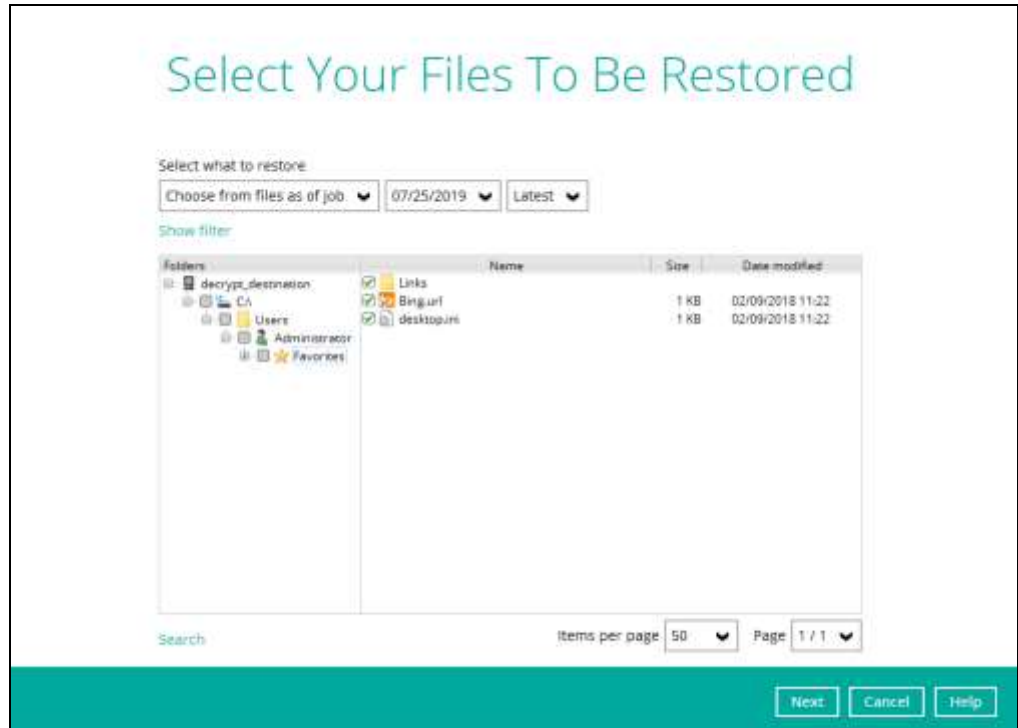 Select Your Files To Be Restored
Select what to restore
Choose from files as of job 07/25/2019 Latest
Show filter
Folders Name Size Date modified
decrypt_destination Links
C:\ Bing.url 1 KB 02/09/2018 11:22
Users desktop.ini 1 KB 02/09/2018 11:22
Administrator
Favorites
Search Items per page 50 Page 1 / 1
Next Cancel Help